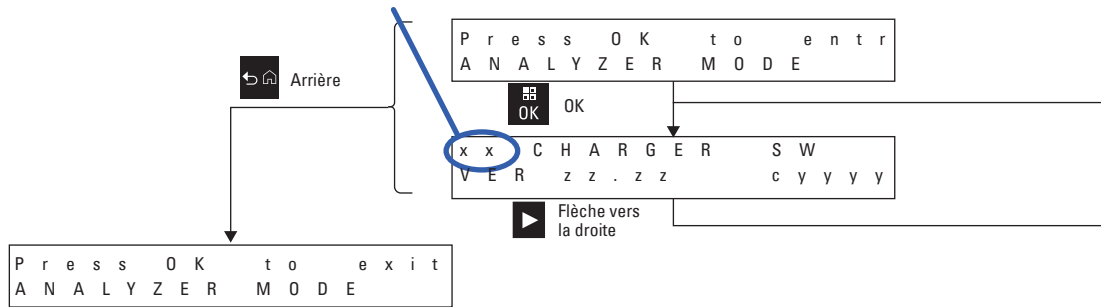 Press OK to entr
ANALYZER MODE
Arrière
OK OK
xx CHARGER SW
VER zz.zz cyyyy
Flèche vers
la droite
Press OK to exit
ANALYZER MODE